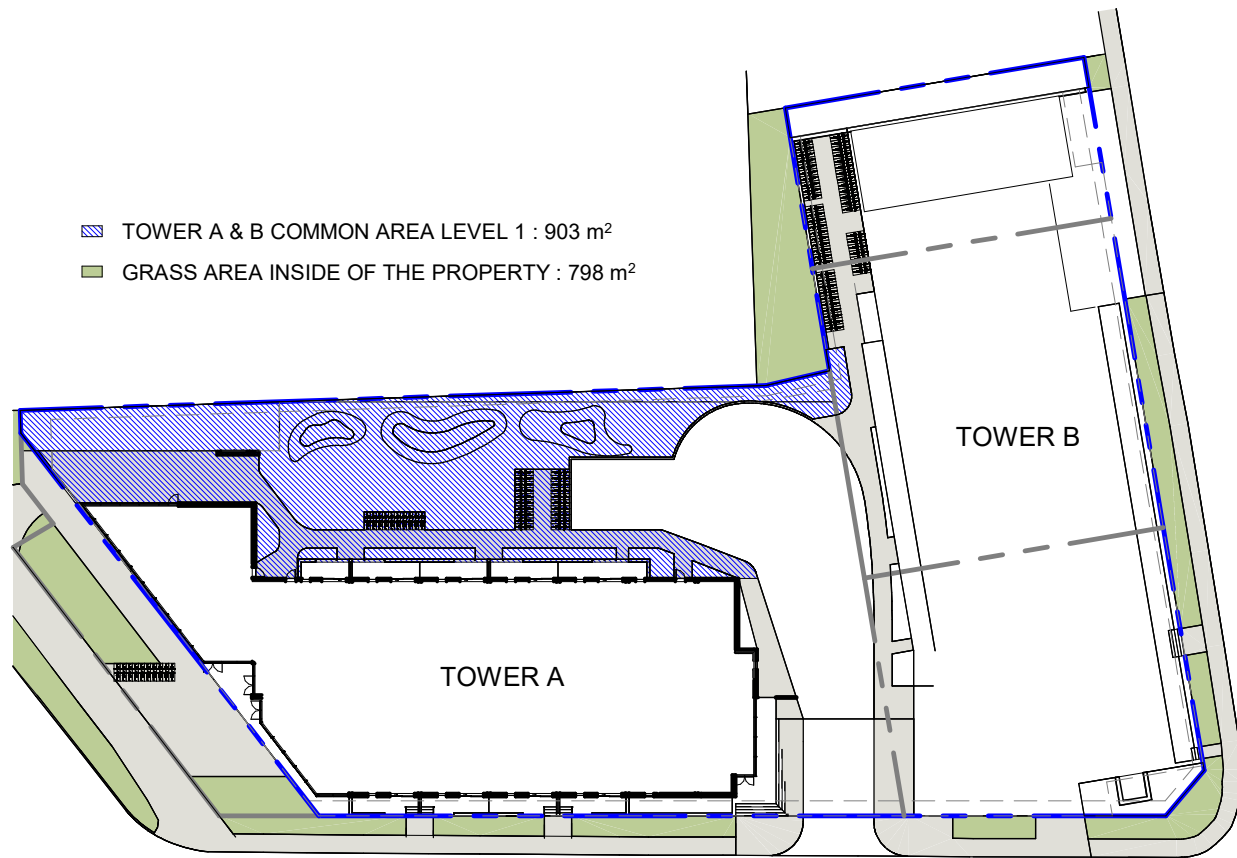 TOWER A & B COMMON AREA LEVEL 1 : 903 m²
GRASS AREA INSIDE OF THE PROPERTY : 798 m²
TOWER B
TOWER A